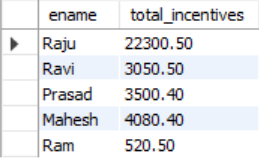 ename total_incentives
Raju 22300.50
Ravi 3050.50
Prasad 3500.40
Mahesh 4080.40
Ram 520.50